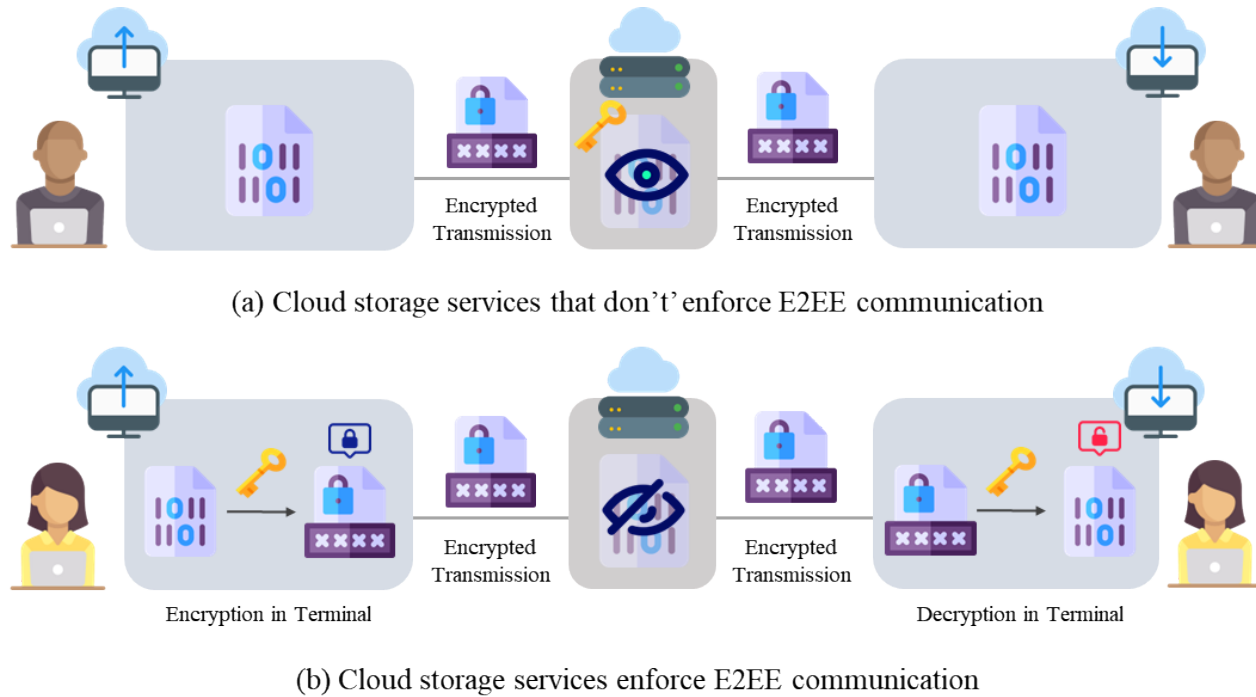 Encrypted
Transmission
Encrypted
Transmission
(a) Cloud storage services that don’t’ enforce E2EE communication
Encrypted
Transmission
Encrypted
Transmission
Encryption in Terminal
Decryption in Terminal
(b) Cloud storage services enforce E2EE communication